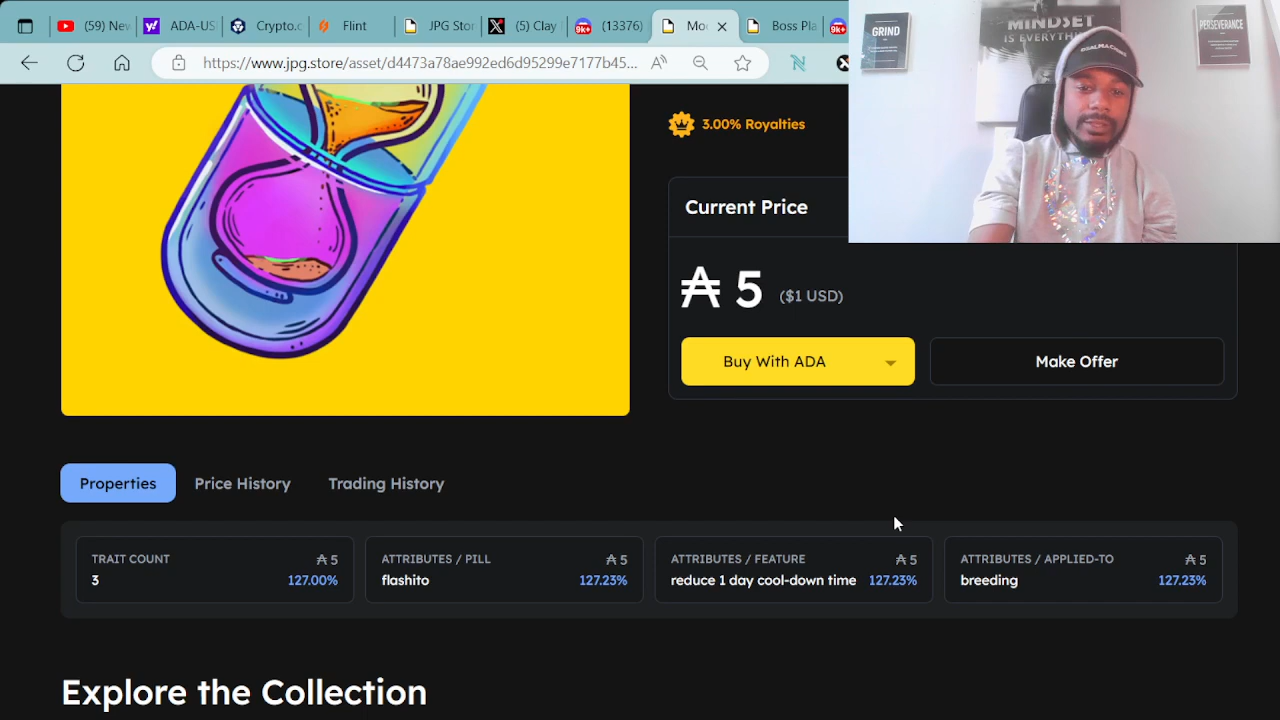 (59) Nev
ADA-US
Crypto.c
Flint
JPG Stor
(5) Clay
9k+
(13376)
Mo
Boss Pla
9k+
https://www.jpg.store/asset/d4473a78ae992ed6d95299e7177b45...
GRIND
MINDSET
IS EVERYTHING
PERSEVERANCE
3.00% Royalties
Current Price
₳ 5 ($1 USD)
Buy With ADA
Make Offer
Properties
Price History
Trading History
TRAIT COUNT ₳ 5
3 127.00%
ATTRIBUTES / PILL ₳ 5
flashito 127.23%
ATTRIBUTES / FEATURE ₳ 5
reduce 1 day cool-down time 127.23%
ATTRIBUTES / APPLIED-TO ₳ 5
breeding 127.23%
Explore the Collection